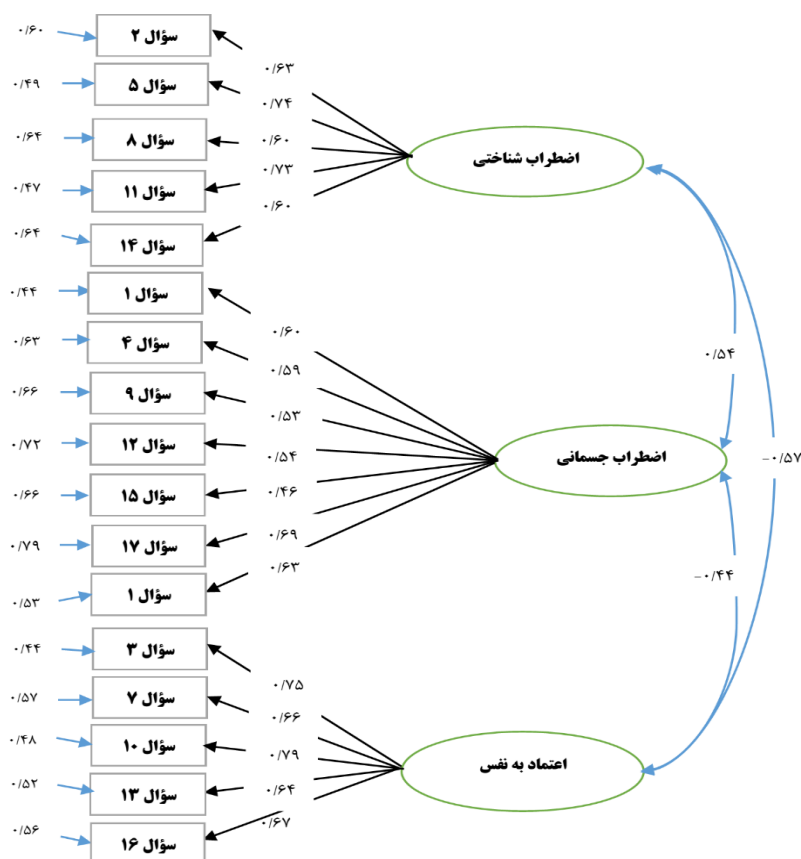 ۰/۶۰
سؤال ۲
۰/۶۳
۰/۴۹
سؤال ۵
۰/۷۴
۰/۶۴
سؤال ۸
۰/۶۰
۰/۴۷
سؤال ۱۱
۰/۷۳
۰/۶۴
سؤال ۱۴
۰/۶۰
اضطراب شناختی
۰/۴۴
سؤال ۱
۰/۶۰
۰/۶۳
سؤال ۴
۰/۵۹
۰/۶۶
سؤال ۹
۰/۵۳
۰/۷۲
سؤال ۱۲
۰/۵۴
۰/۶۶
سؤال ۱۵
۰/۴۶
۰/۷۹
سؤال ۱۷
۰/۶۹
۰/۵۳
سؤال ۱
۰/۶۳
اضطراب جسمانی
۰/۴۴
سؤال ۳
۰/۷۵
۰/۵۷
سؤال ۷
۰/۶۶
۰/۴۸
سؤال ۱۰
۰/۷۹
۰/۵۲
سؤال ۱۳
۰/۶۴
۰/۵۶
سؤال ۱۶
۰/۶۷
اعتماد به نفس
۰/۵۴
–۰/۵۷
–۰/۴۴